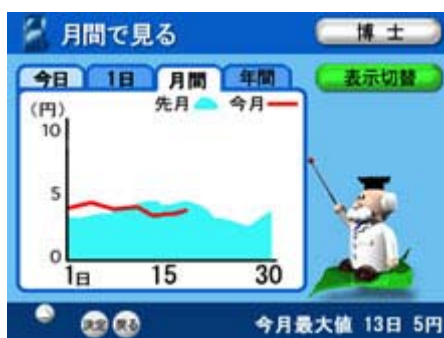 月間で見る
博士
今日 1日 月間 年間
表示切替
先月 今月
(円)
10
5
0
1日 15 30
決定 戻る
今月最大値 13日 5円